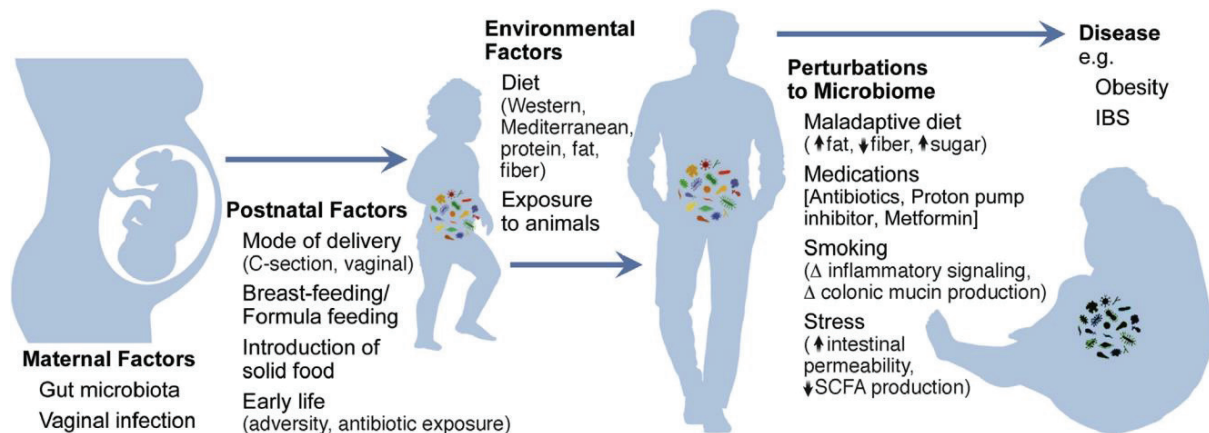 Maternal Factors
Gut microbiota
Vaginal infection
Postnatal Factors
Mode of delivery
(C-section, vaginal)
Breast-feeding/
Formula feeding
Introduction of
solid food
Early life
(adversity, antibiotic exposure)
Environmental
Factors
Diet
(Western,
Mediterranean,
protein, fat,
fiber)
Exposure
to animals
Perturbations
to Microbiome
Maladaptive diet
(↑fat, ↓fiber, ↑sugar)
Medications
[Antibiotics, Proton pump
inhibitor, Metformin]
Smoking
(Δ inflammatory signaling,
Δ colonic mucin production)
Stress
(↑intestinal
permeability,
↓SCFA production)
Disease
e.g.
Obesity
IBS